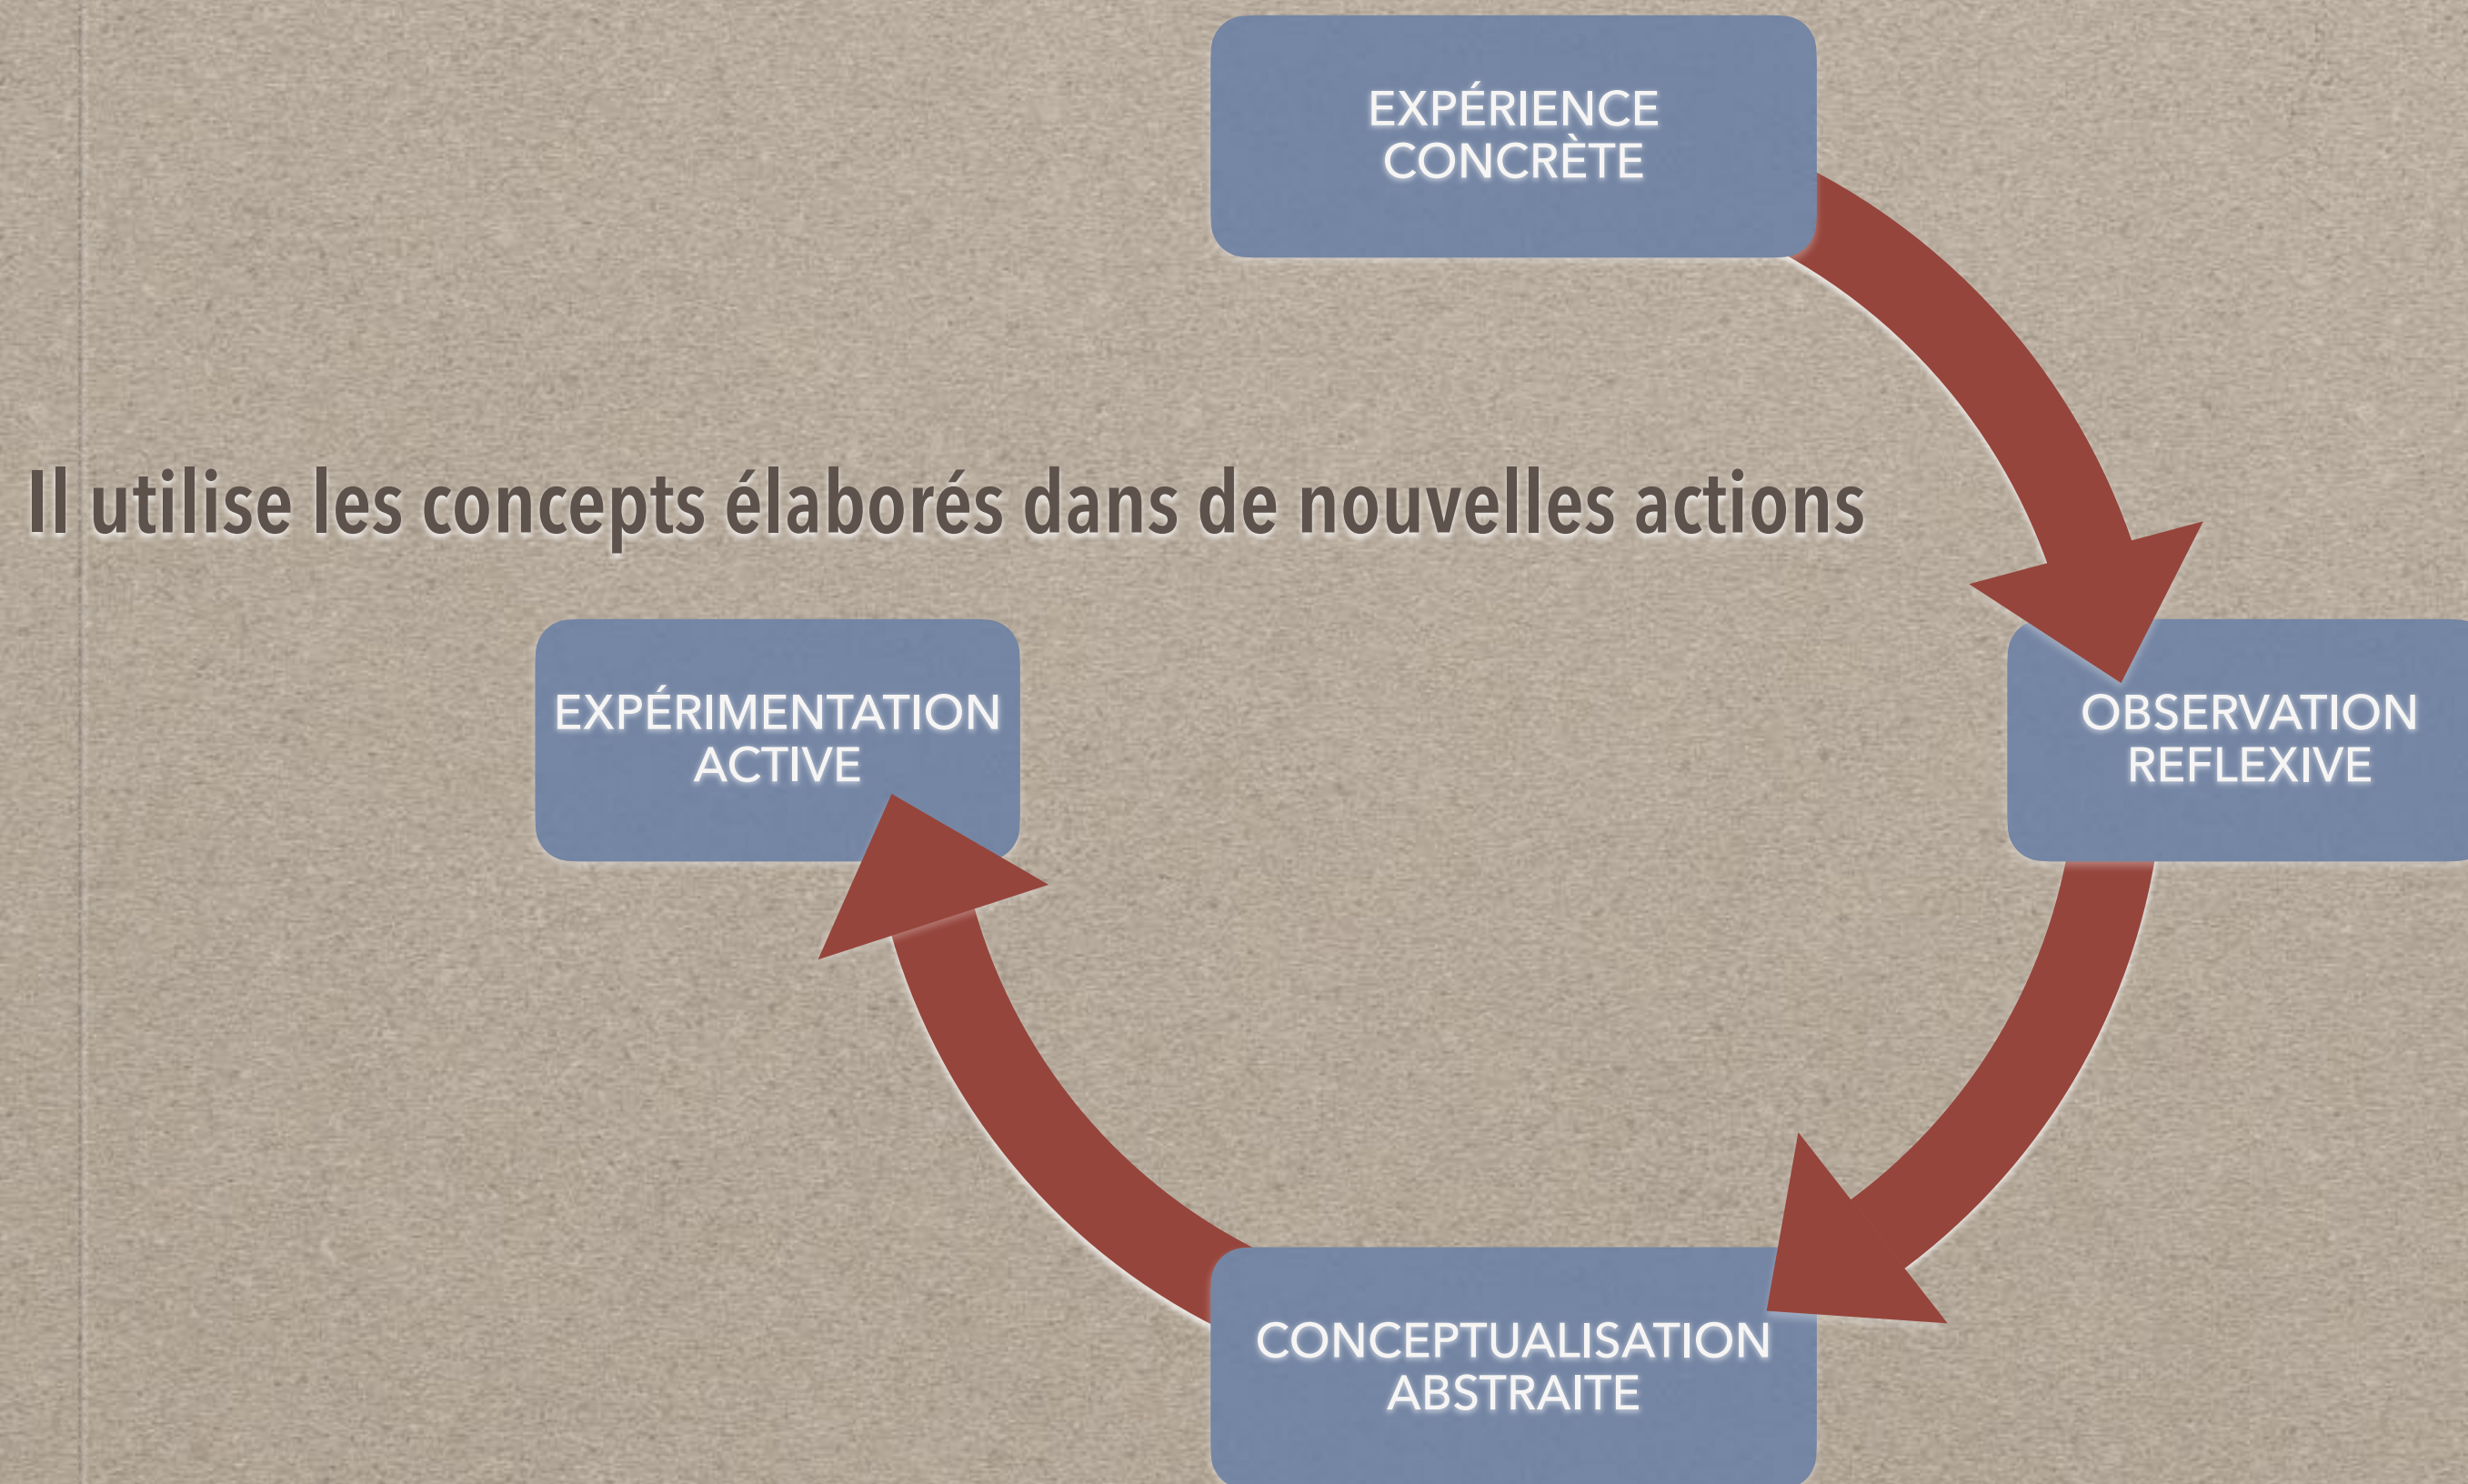 EXPÉRIENCE
CONCRÈTE
Il utilise les concepts élaborés dans de nouvelles actions
EXPÉRIMENTATION
ACTIVE
OBSERVATION
REFLEXIVE
CONCEPTUALISATION
ABSTRAITE